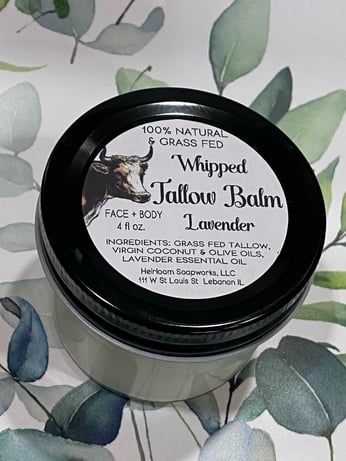 100% NATURAL
& GRASS FED
Whipped
Tallow Balm
FACE + BODY
4 fl oz.
Lavender
INGREDIENTS: GRASS FED TALLOW,
VIRGIN COCONUT & OLIVE OILS,
LAVENDER ESSENTIAL OIL
Heirloom Soapworks, LLC
111 W St Louis St Lebanon IL